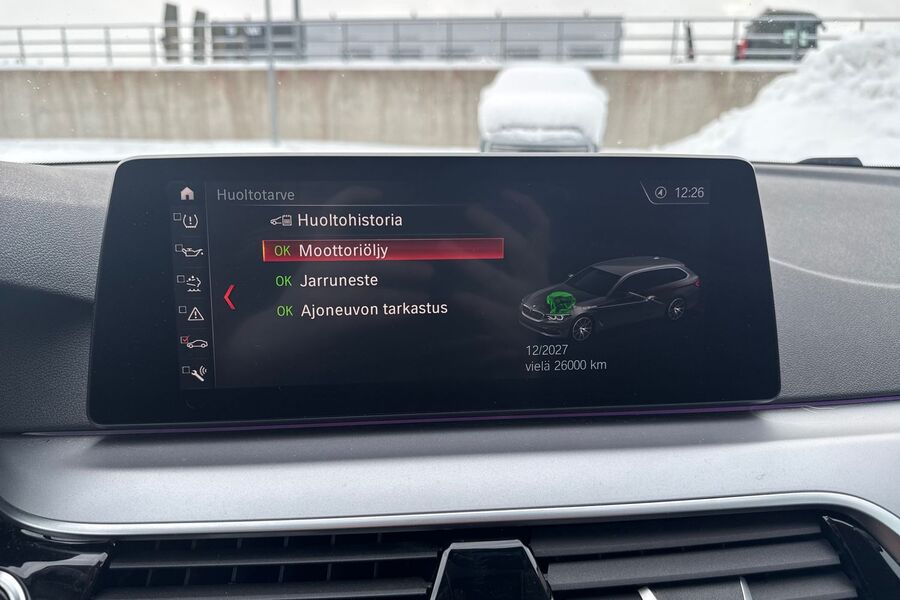 Huoltotarve
12:26
Huoltohistoria
OK Moottoriöljy
OK Jarruneste
OK Ajoneuvon tarkastus
12/2027
vielä 26000 km